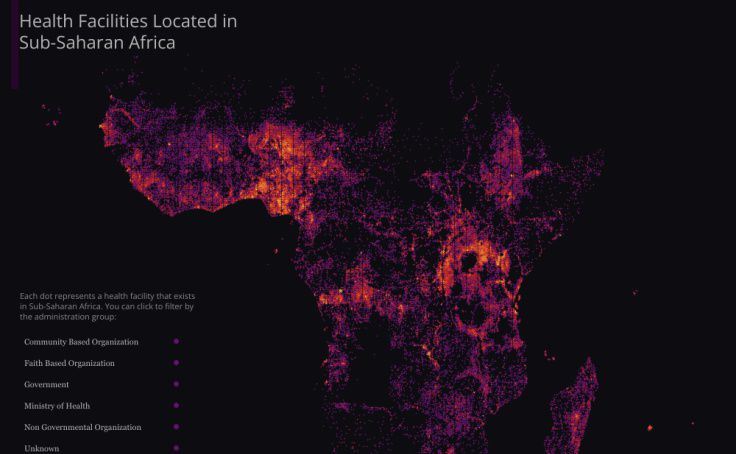 Health Facilities Located in
Sub-Saharan Africa
Each dot represents a health facility that exists
in Sub-Saharan Africa. You can click to filter by
the administration group:
Community Based Organization
Faith Based Organization
Government
Ministry of Health
Non Governmental Organization
Unknown